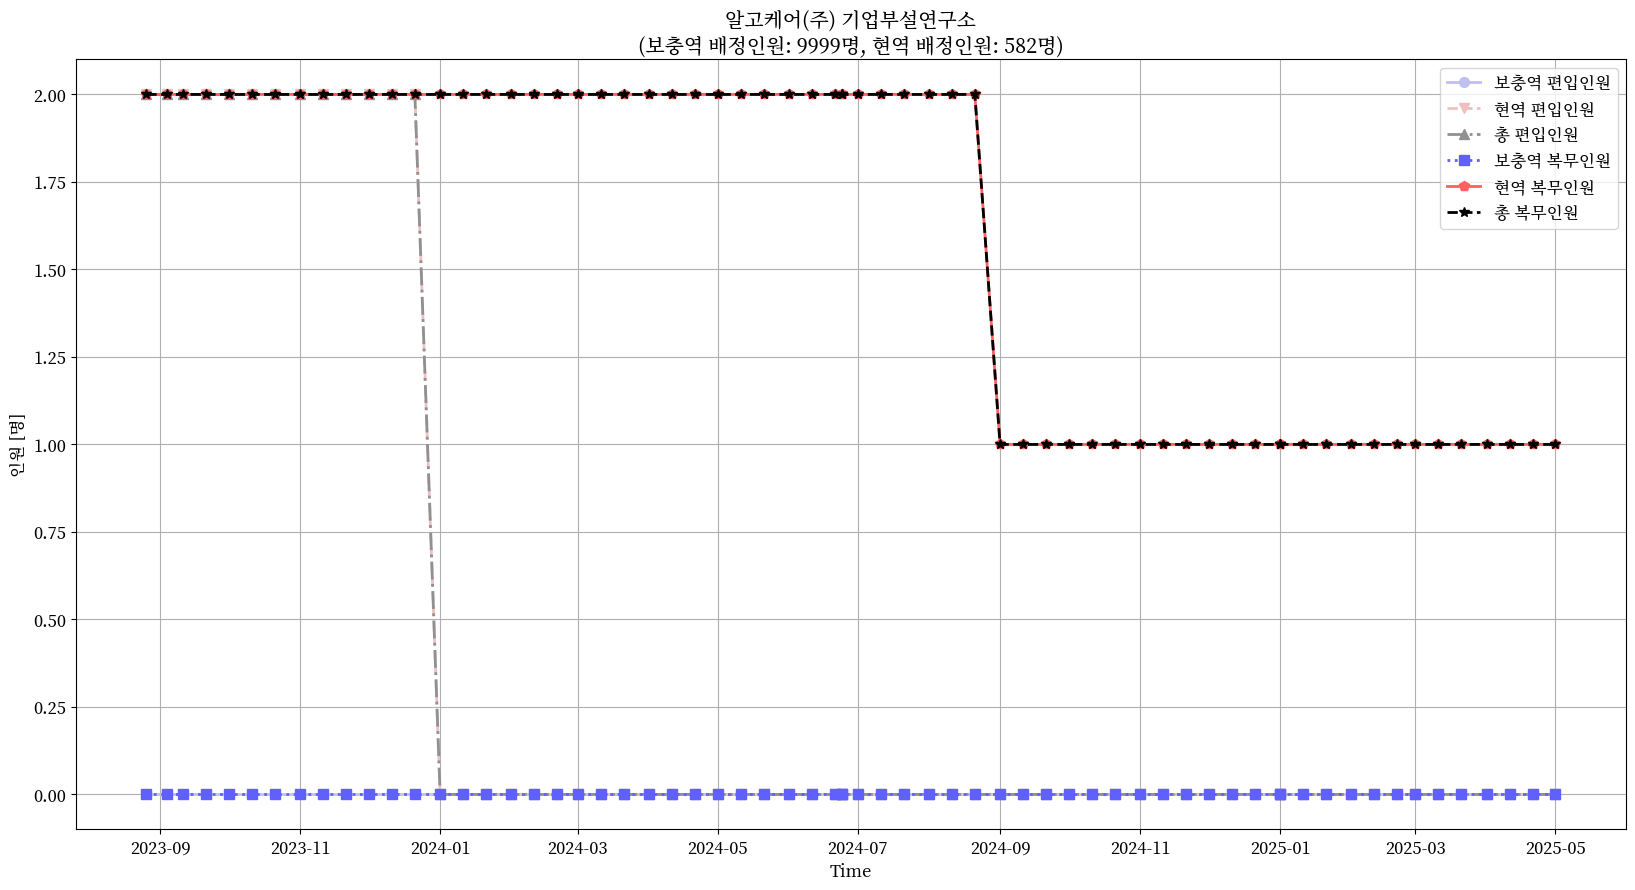 알고케어(주) 기업부설연구소
(보충역 배정인원: 9999명, 현역 배정인원: 582명)
보충역 편입인원
현역 편입인원
총 편입인원
보충역 복무인원
현역 복무인원
총 복무인원
인원 [명]
2.00
1.75
1.50
1.25
1.00
0.75
0.50
0.25
0.00
2023-09 2023-11 2024-01 2024-03 2024-05 2024-07 2024-09 2024-11 2025-01 2025-03 2025-05
Time